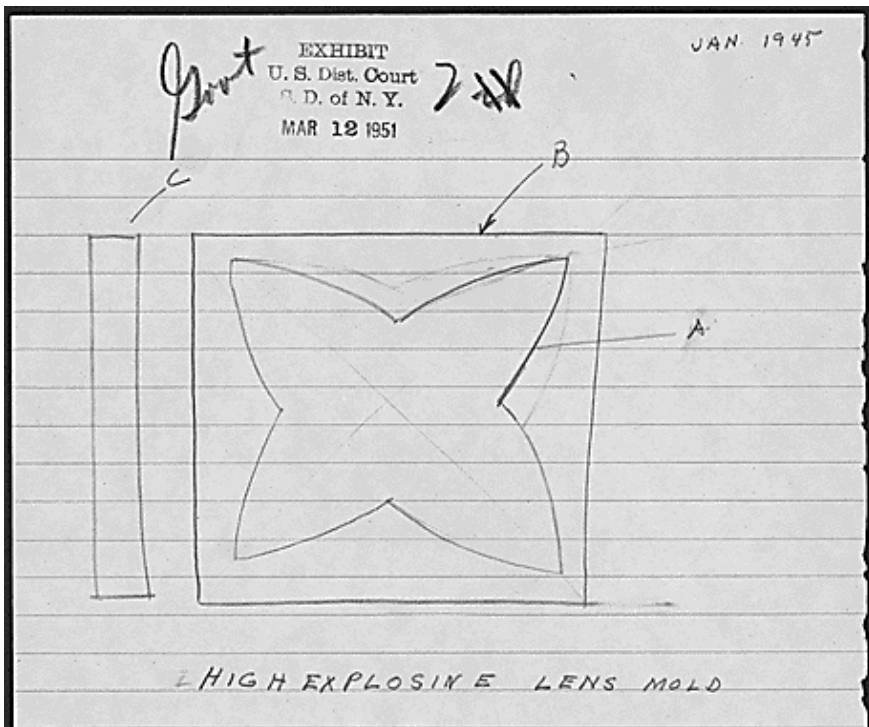 JAN. 1945
Govt
EXHIBIT
U. S. Dist. Court
S. D. of N. Y.
MAR 12 1951
B
C
A
HIGH EXPLOSIVE LENS MOLD